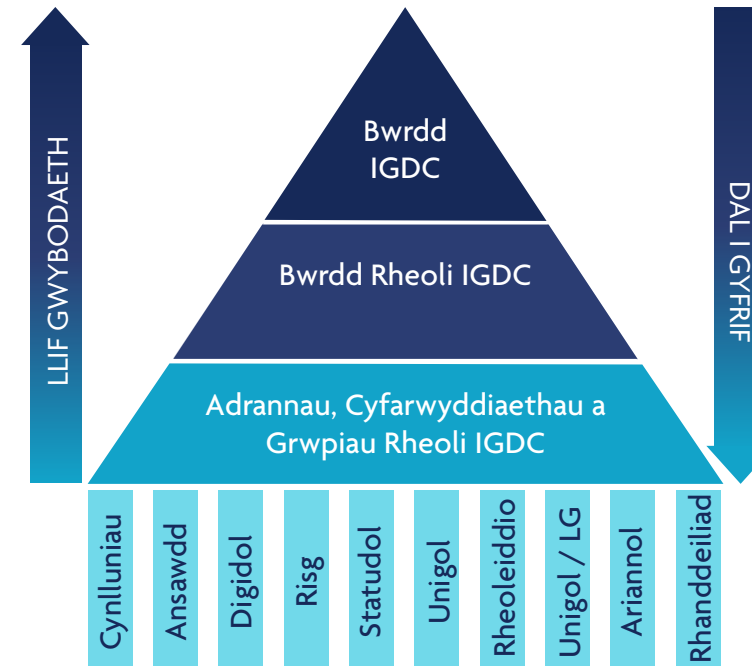 LLIF GWYBODAETH
Bwrdd
IGDC
Bwrdd Rheoli IGDC
Adrannau, Cyfarwyddiaethau a
Grwpiau Rheoli IGDC
DAL I GYFRIF
Cynlluniau
Ansawdd
Digidol
Risg
Statudol
Unigol
Rheoleiddio
Unigol / LG
Ariannol
Rhanddeiliad